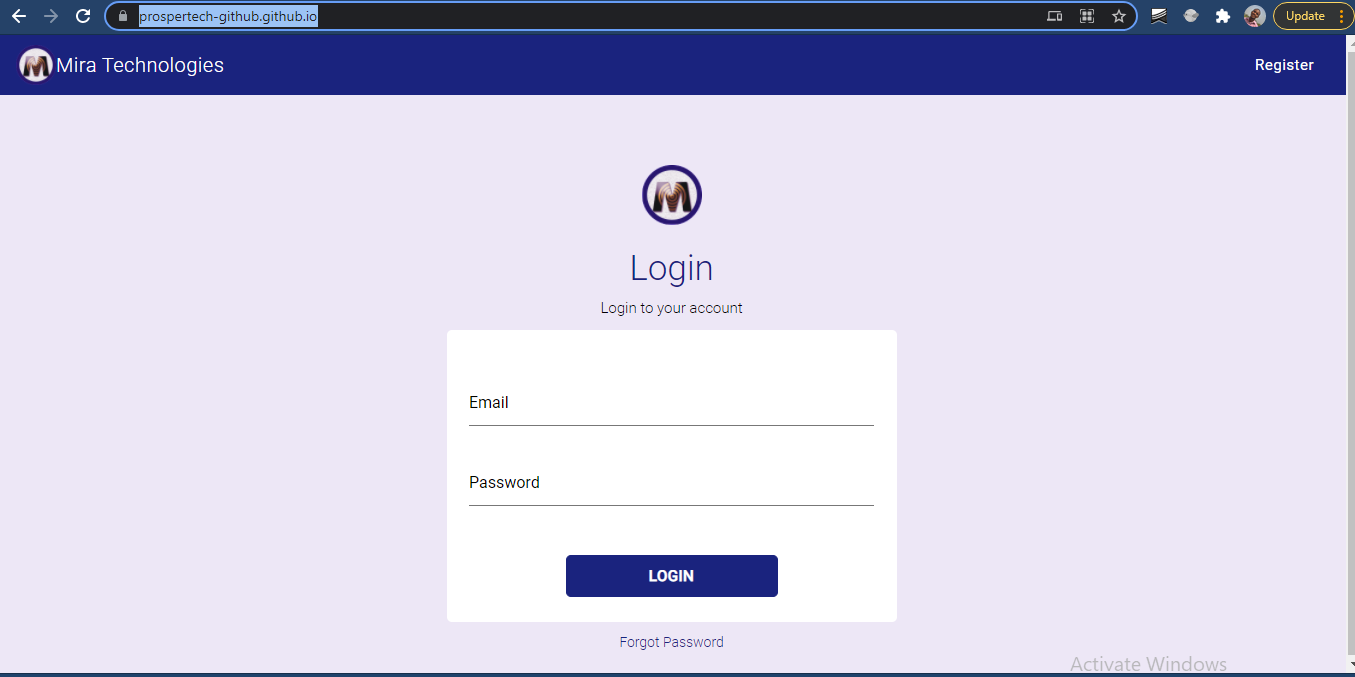 prospertech-github.github.io
Update
Mira Technologies
Register
Login
Login to your account
Email
Password
LOGIN
Forgot Password
Activate Windows